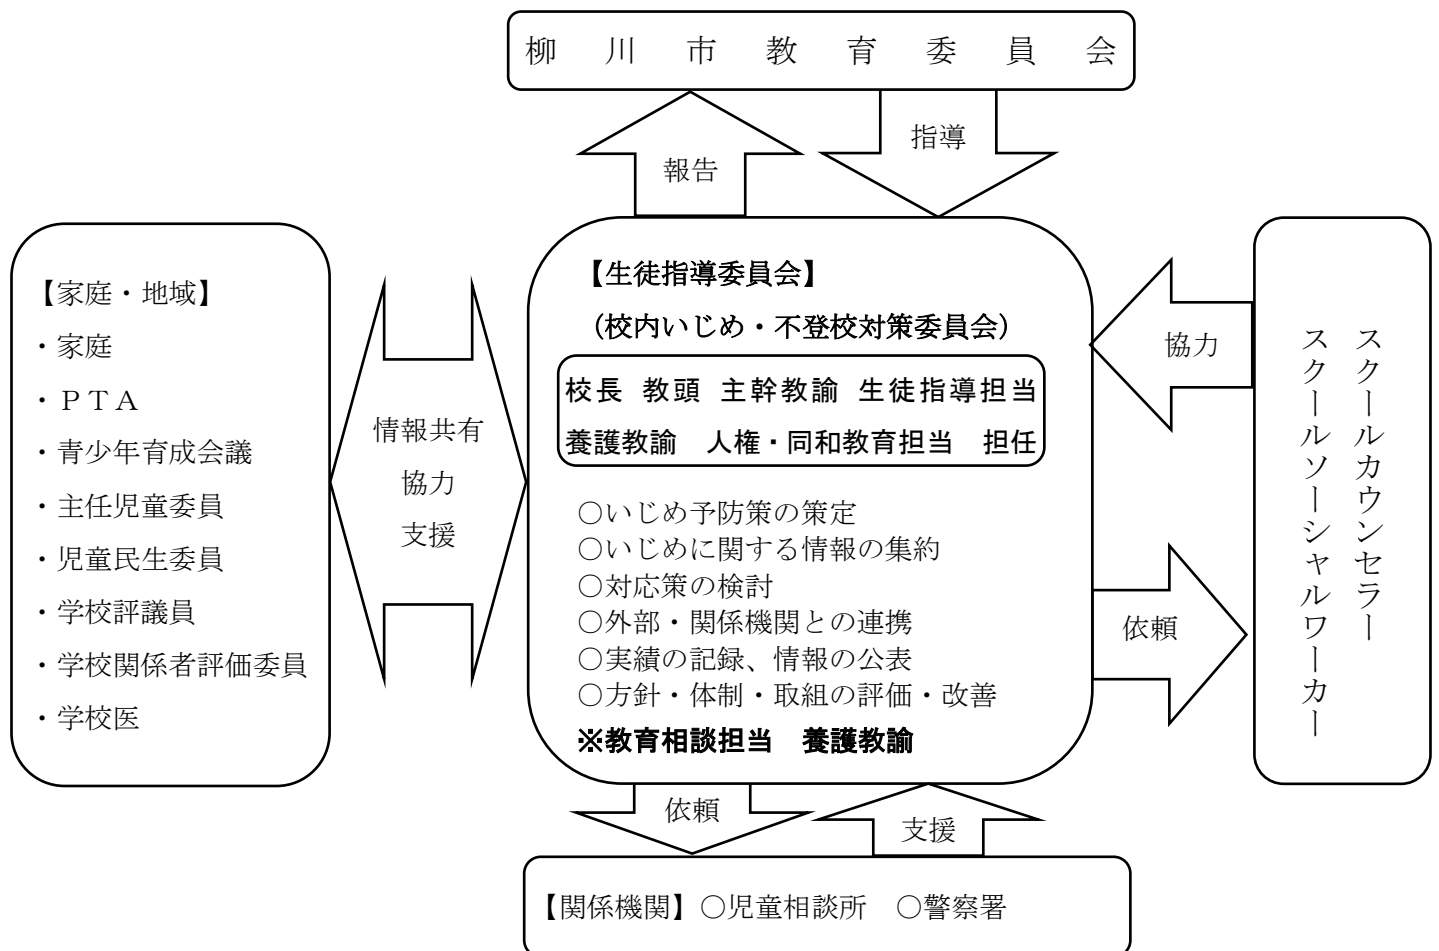 柳川市教育委員会
報告
指導
【家庭・地域】
・家庭
・ＰＴＡ
・青少年育成会議
・主任児童委員
・児童民生委員
・学校評議員
・学校関係者評価委員
・学校医
情報共有
協力
支援
【生徒指導委員会】
（校内いじめ・不登校対策委員会）
校長 教頭 主幹教諭 生徒指導担当
養護教諭 人権・同和教育担当 担任
○いじめ予防策の策定
○いじめに関する情報の集約
○対応策の検討
○外部・関係機関との連携
○実績の記録、情報の公表
○方針・体制・取組の評価・改善
※教育相談担当　養護教諭
協力
依頼
スクールカウンセラー
スクールソーシャルワーカー
依頼
支援
【関係機関】○児童相談所　○警察署